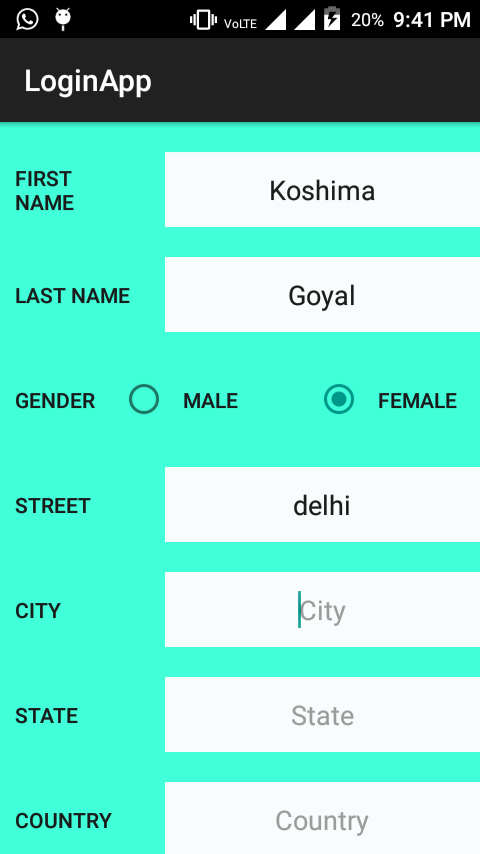 VoLTE 20% 9:41 PM
LoginApp
FIRST
NAME
Koshima
LAST NAME
Goyal
GENDER MALE FEMALE
STREET
delhi
CITY
City
STATE
State
COUNTRY
Country